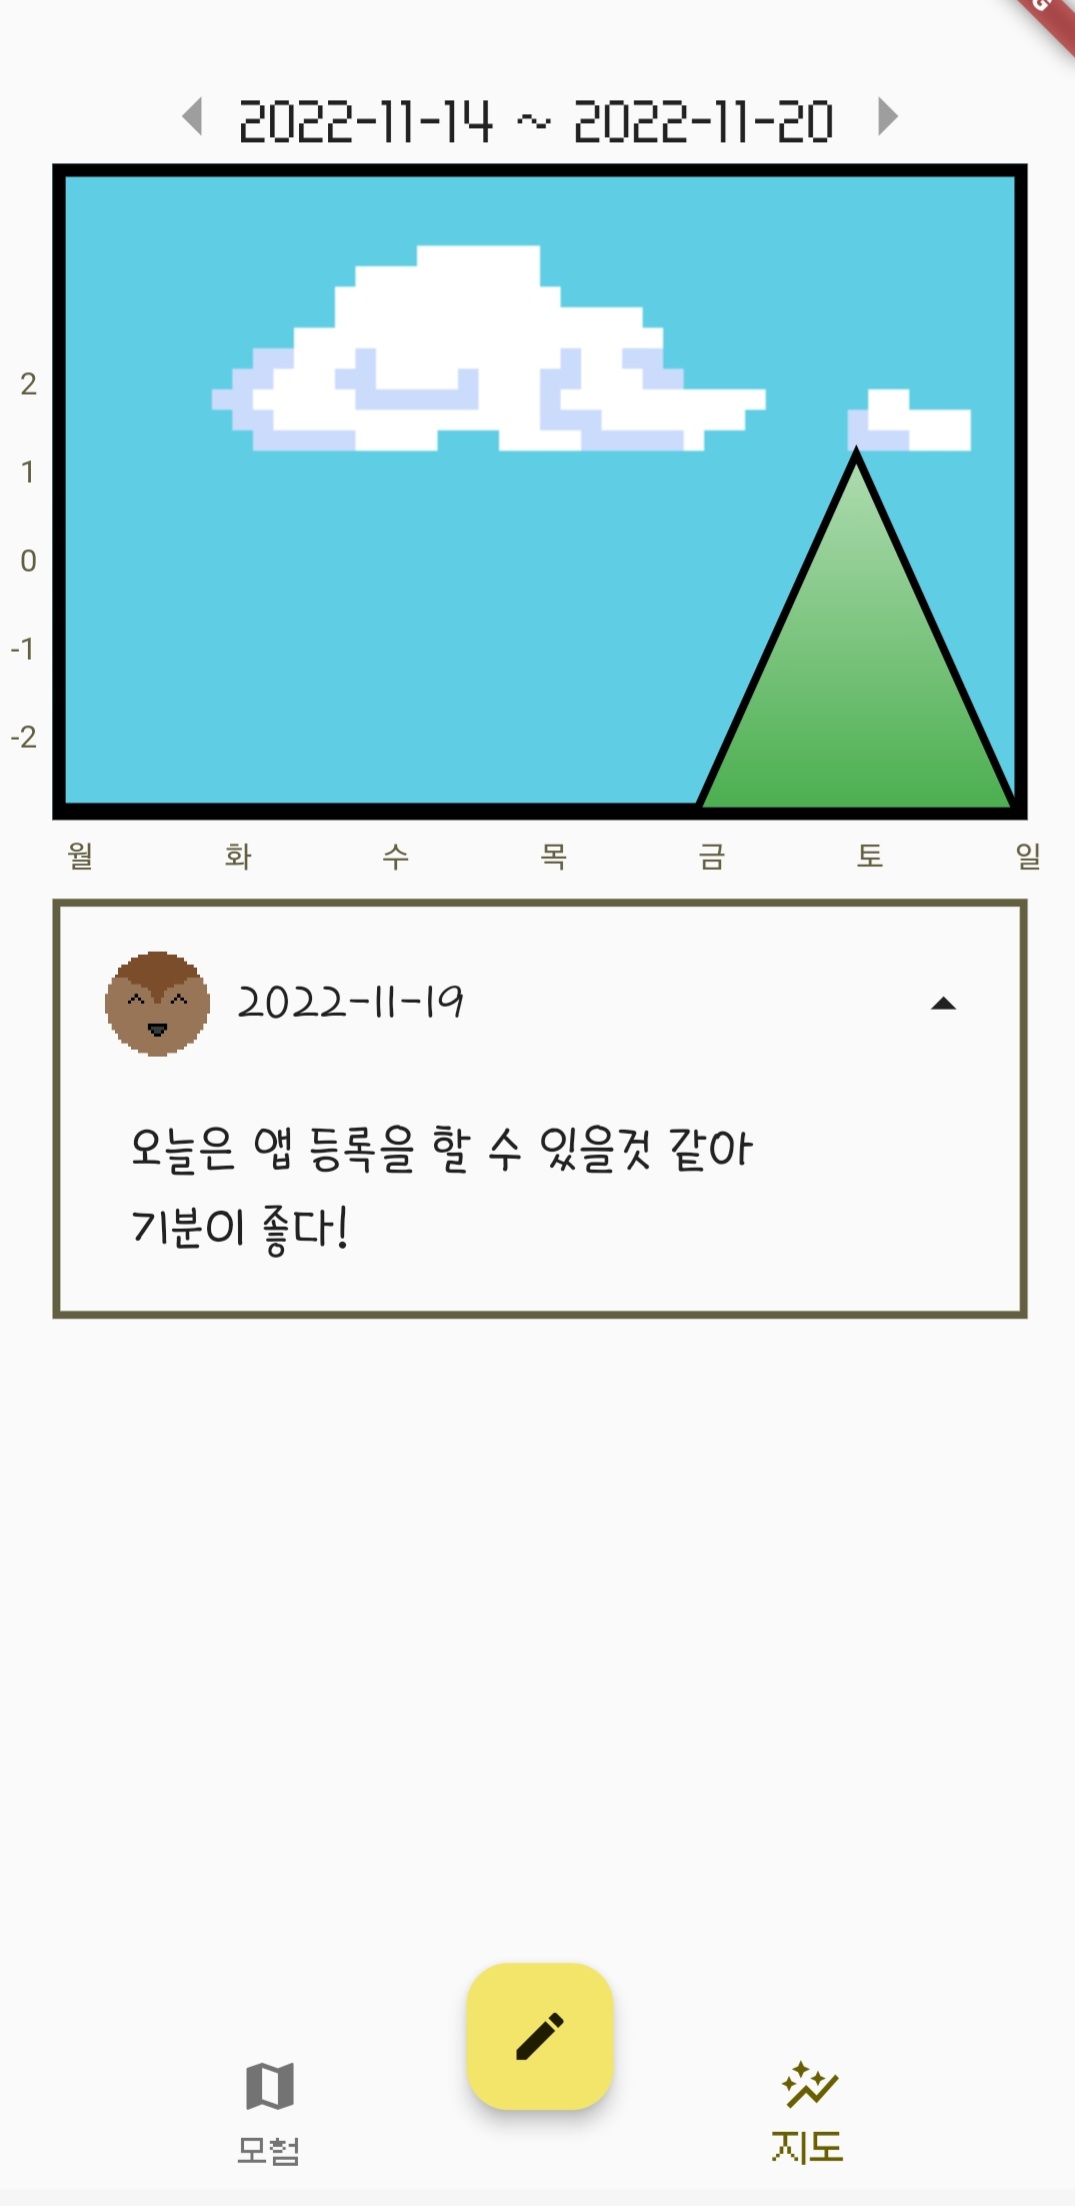 G
2022-11-14 ~ 2022-11-20
2
1
0
-1
-2
월 화 수 목 금 토 일
2022-11-19
오늘은 앱 등록을 할 수 있을것 같아
기분이 좋다!
모험 지도